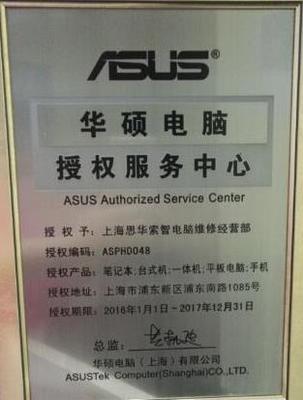 ASUS®
华硕电脑
授权服务中心
ASUS Authorized Service Center
授 权 予：上海思华索智电脑维修经营部
授权编码：ASPHD048
授权产品：笔记本;台式机;一体机;平板电脑;手机
授权地址：上海市浦东新区浦东南路1085号
授权期限：2016年1月1日~2017年12月31日
总监：
华硕电脑（上海）有限公司
ASUSTek Computer(Shanghai)CO.,LTD.